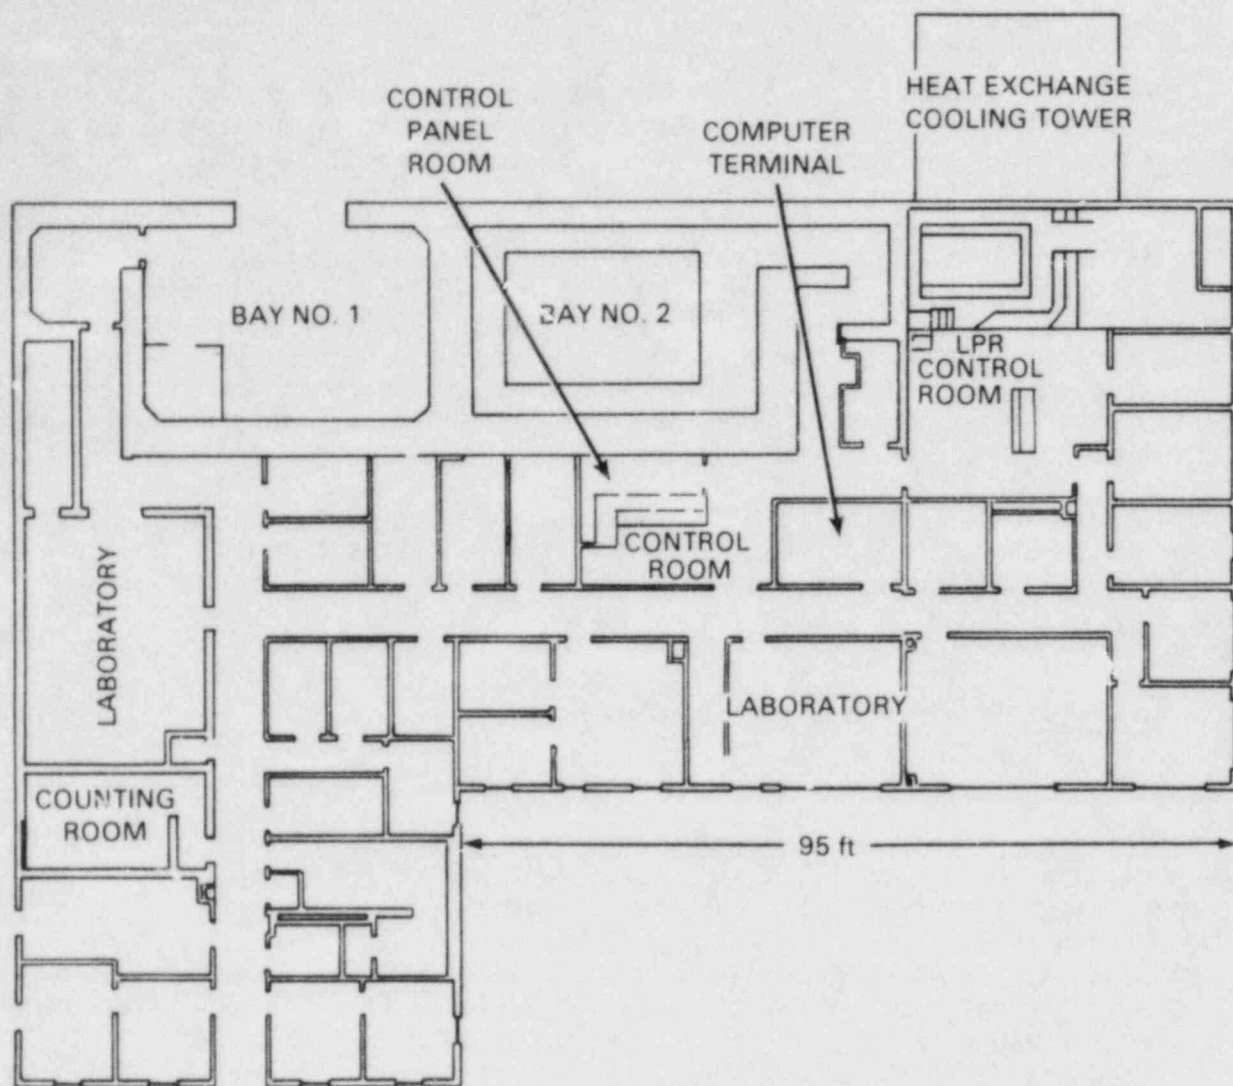 HEAT EXCHANGE
COOLING TOWER
CONTROL
PANEL
ROOM
COMPUTER
TERMINAL
BAY NO. 1
BAY NO. 2
LPR
CONTROL
ROOM
CONTROL
ROOM
LABORATORY
LABORATORY
COUNTING
ROOM
95 ft